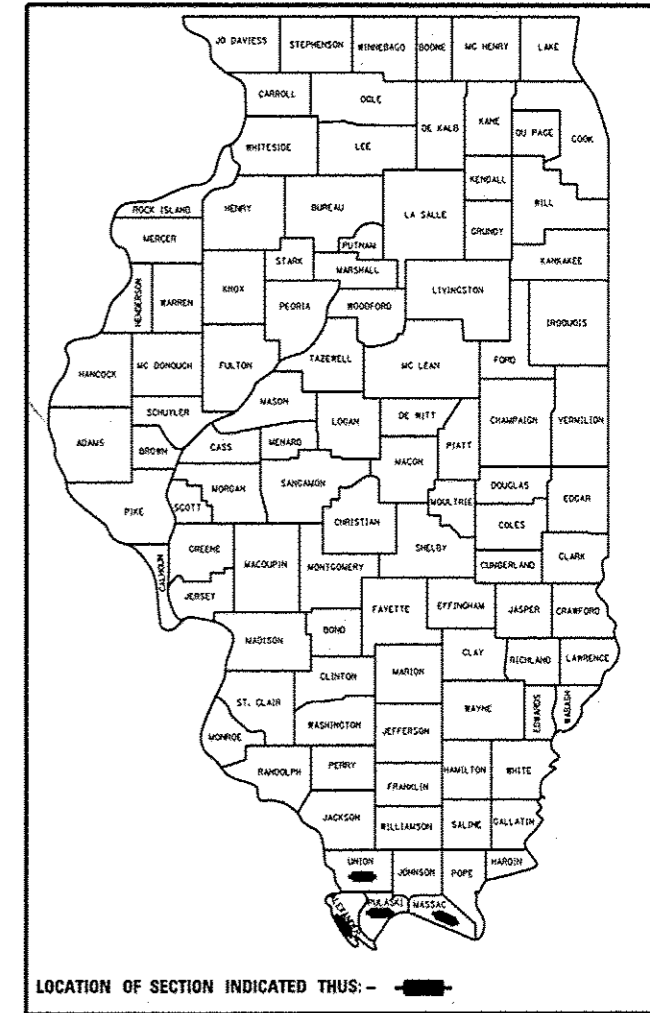 JO DAVIESS STEPHENSON WINNEBAGO BOONE MC HENRY LAKE
CARROLL OGLE DE KALB KANE DU PAGE COOK
WHITESIDE LEE KENDALL WILL
ROCK ISLAND HENRY BUREAU LA SALLE GRUNDY
MERCER PUTNAM KANKAKEE
STARK MARSHALL
HENDERSON WARREN KNOX PEORIA WOODFORD LIVINGSTON IROQUOIS
HANCOCK MC DONOUGH FULTON TAZEWELL MC LEAN FORD
SCHUYLER MASON LOGAN DE WITT CHAMPAIGN VERMILION
ADAMS BROWN CASS MENARD MACON PIATT
PIKE SCOTT MORGAN SANGAMON CHRISTIAN MOULTRIE DOUGLAS EDGAR
COLES
CALHOUN GREENE MACOUPIN MONTGOMERY SHELBY CUMBERLAND CLARK
JERSEY FAYETTE EFFINGHAM JASPER CRAWFORD
MADISON BOND CLAY RICHLAND LAWRENCE
CLINTON MARION
ST. CLAIR WAYNE EDWARDS WABASH
MONROE WASHINGTON JEFFERSON
RANDOLPH PERRY HAMILTON WHITE
FRANKLIN
JACKSON WILLIAMSON SALINE GALLATIN
UNION JOHNSON POPE HARDIN
ALEXANDER PULASKI MASSAC
LOCATION OF SECTION INDICATED THUS: -